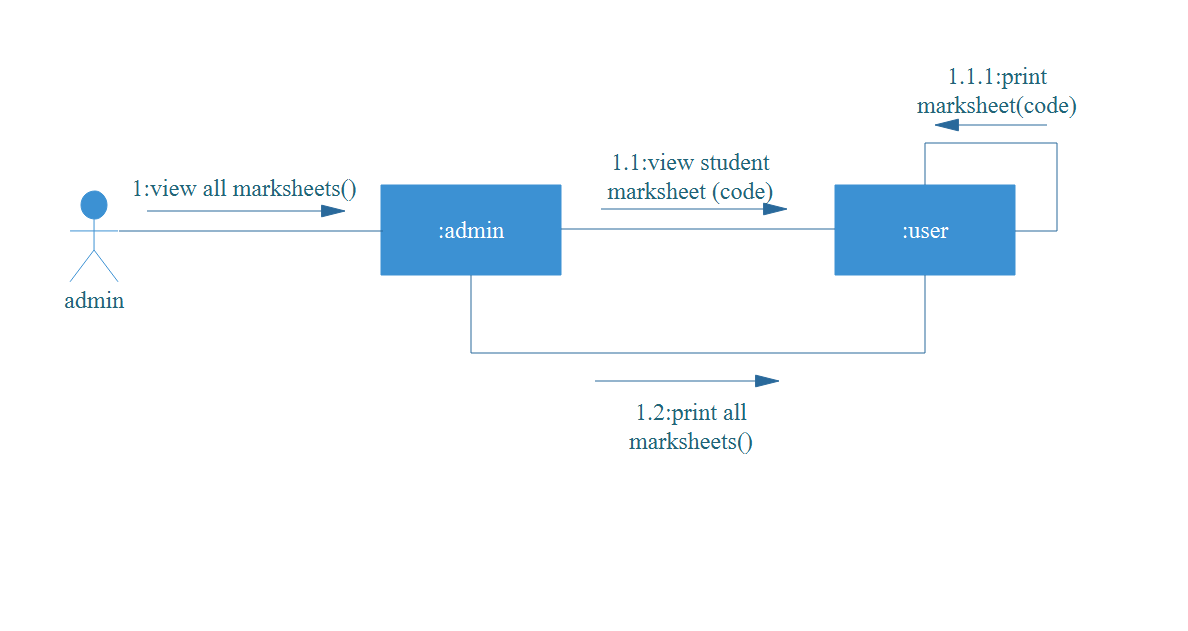 1.1.1:print
marksheet(code)
1.1:view student
marksheet (code)
1:view all marksheets()
:admin
:user
admin
1.2:print all
marksheets()